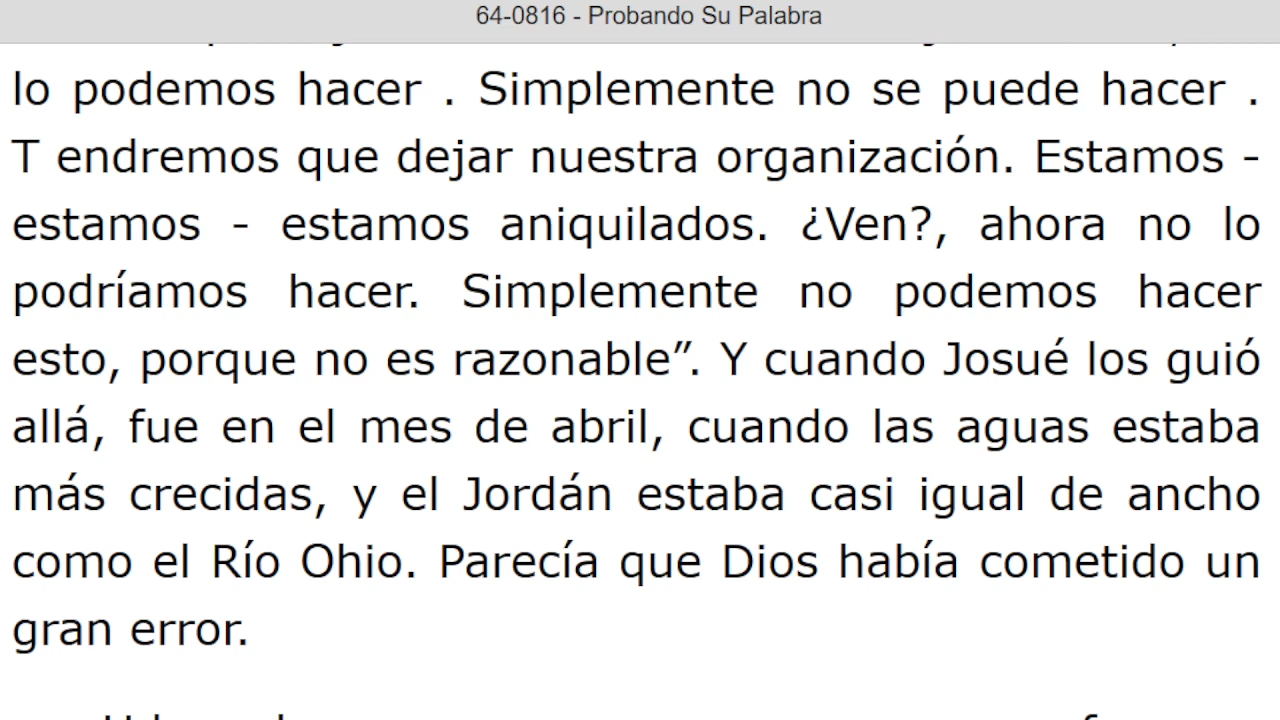 64-0816 - Probando Su Palabra
lo podemos hacer . Simplemente no se puede hacer .
T endremos que dejar nuestra organización. Estamos -
estamos - estamos aniquilados. ¿Ven?, ahora no lo
podríamos hacer. Simplemente no podemos hacer
esto, porque no es razonable”. Y cuando Josué los guió
allá, fue en el mes de abril, cuando las aguas estaba
más crecidas, y el Jordán estaba casi igual de ancho
como el Río Ohio. Parecía que Dios había cometido un
gran error.